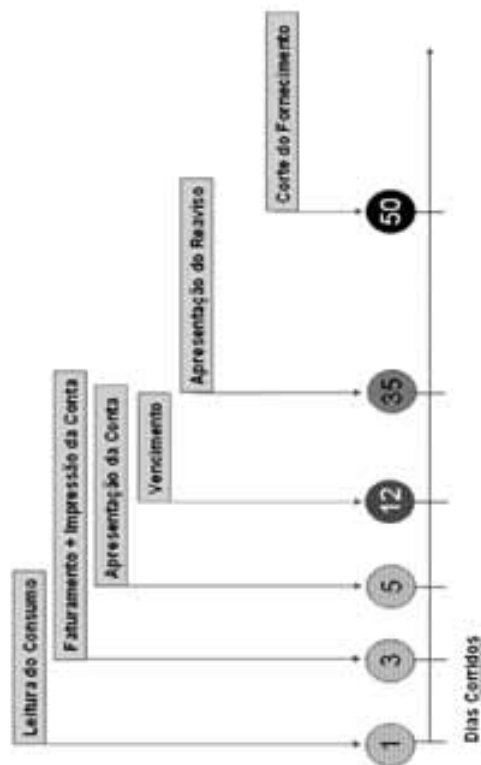 Leitura do Consumo
Faturamento + Impressão da Conta
Apresentação da Conta
Vencimento
Apresentação do Reaviso
Corte do Fornecimento
1
3
5
12
35
50
Dias Corridos